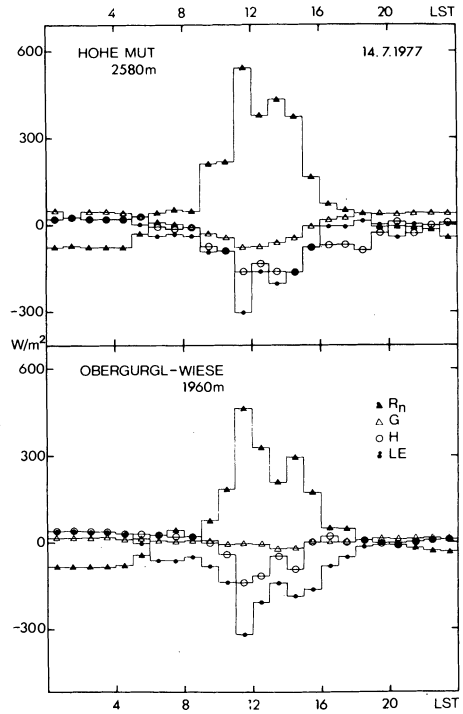 4 8 12 16 20 LST
HOHE MUT 14.7.1977
2580m
600
300
0
-300
W/m²
OBERGURGL-WIESE
1960m
600
Rn
G
H
LE
300
0
-300
4 8 12 16 20 LST